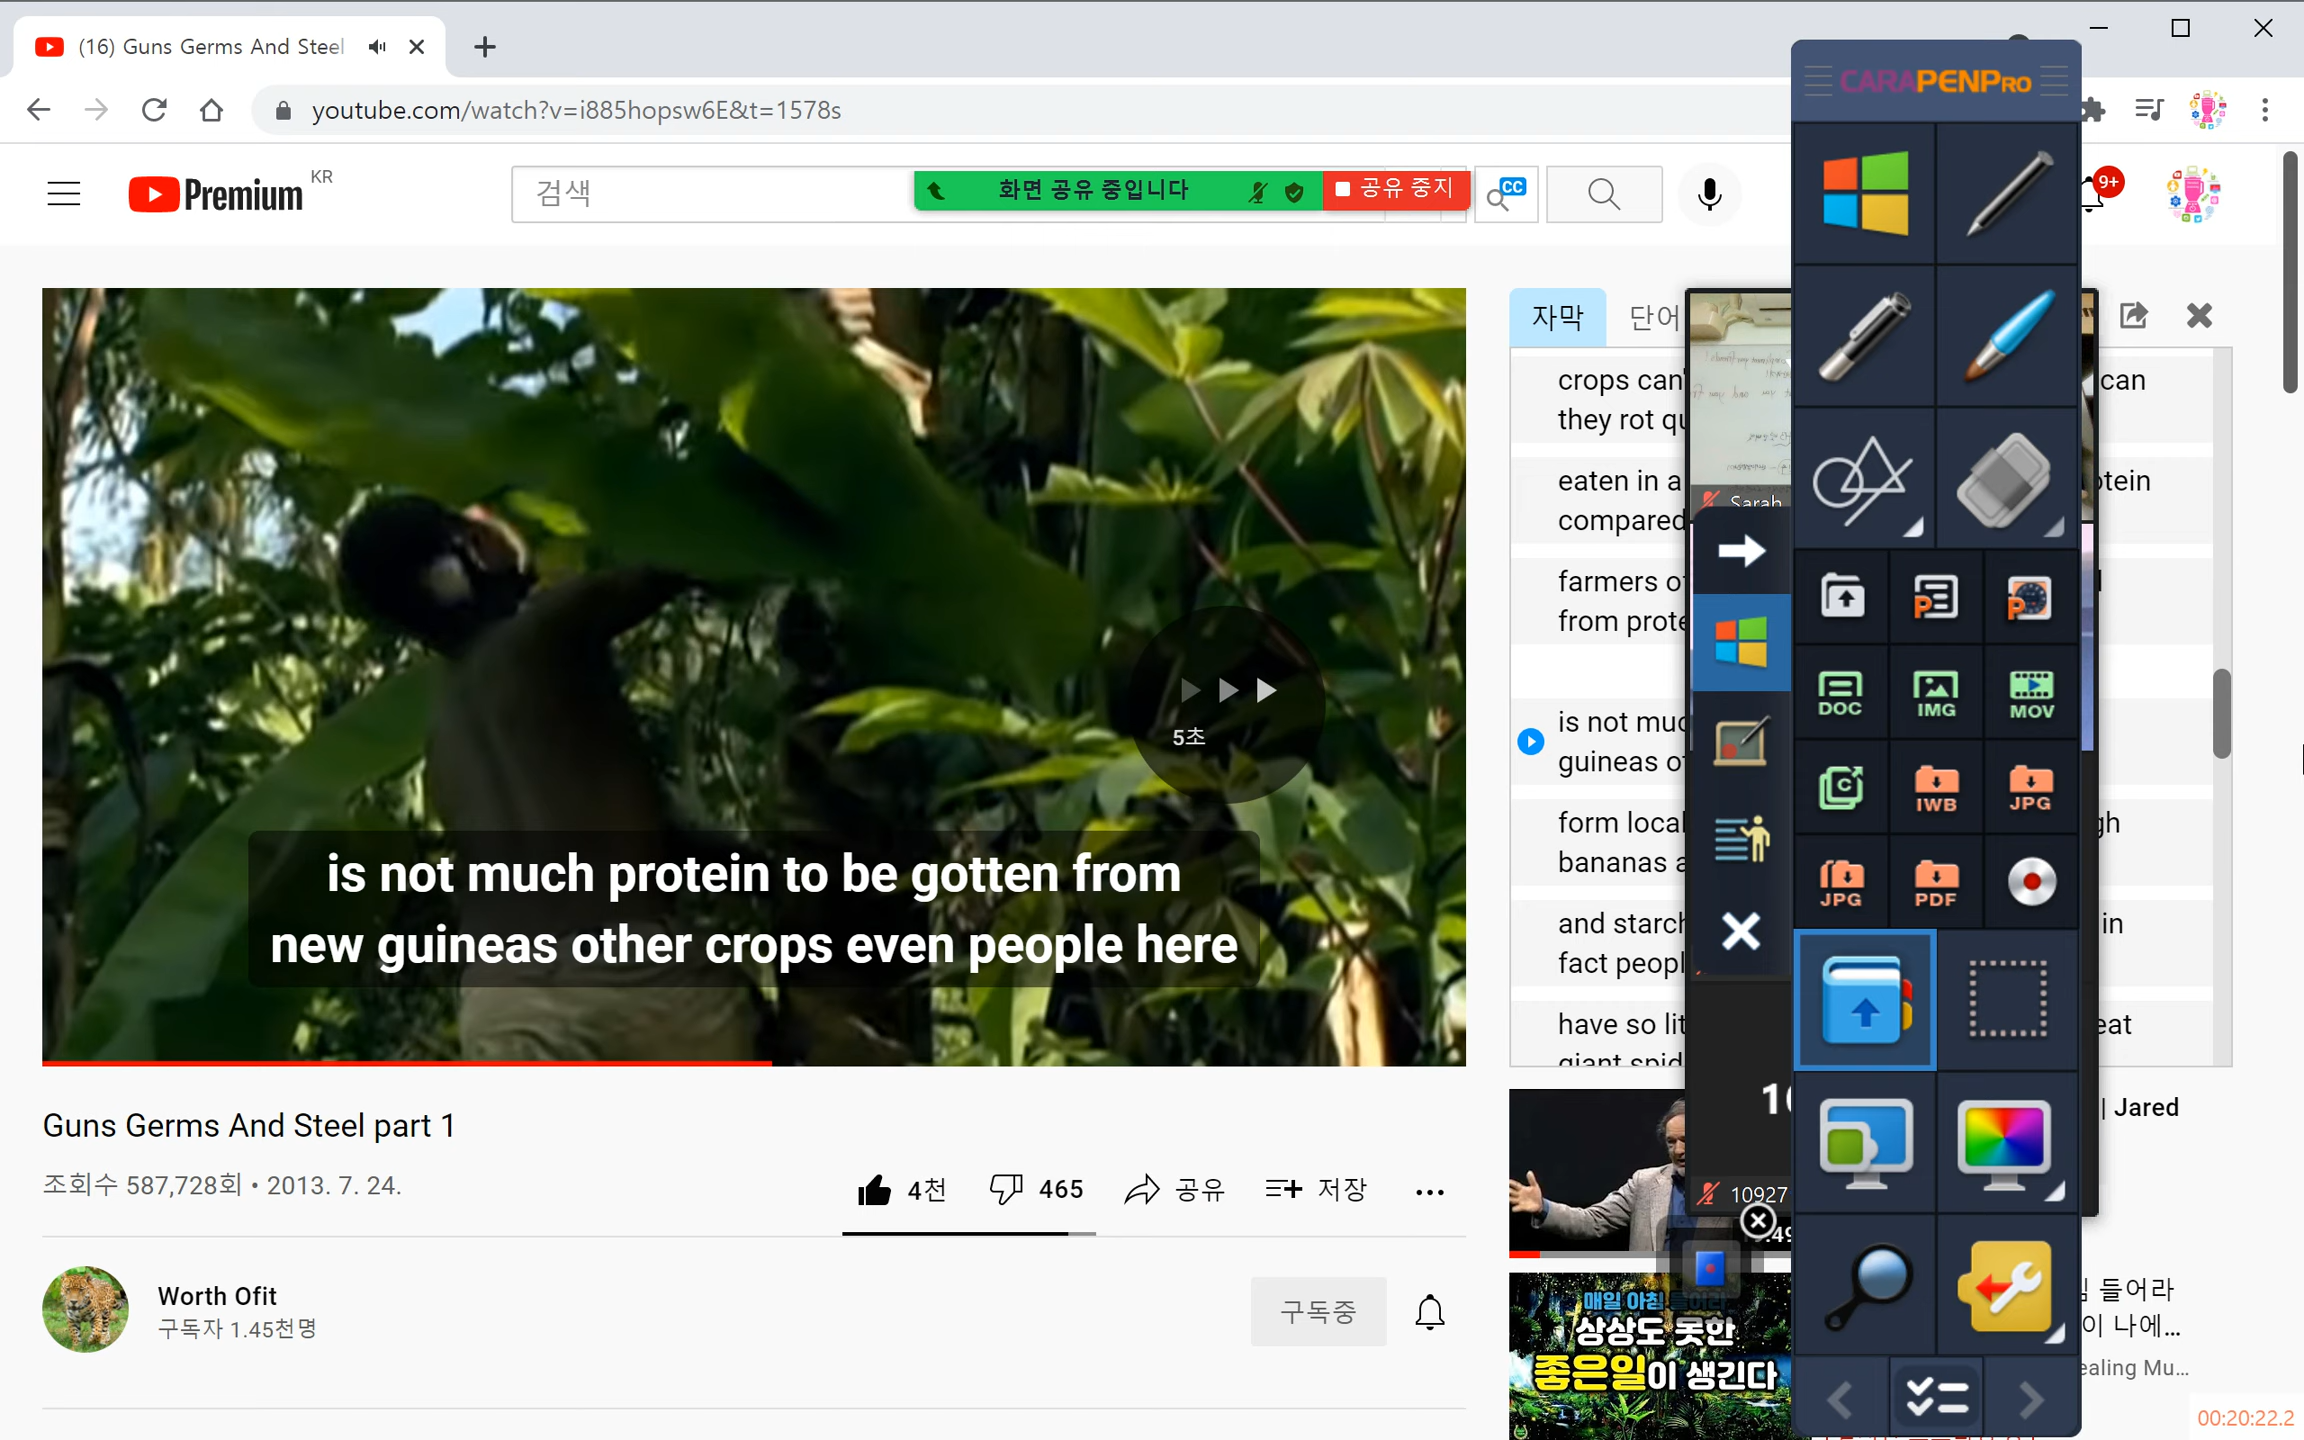 (16) Guns Germs And Steel
youtube.com/watch?v=i885hopsw6E&t=1578s
CARAPENPRO
Premium KR
검색
화면 공유 중입니다
공유 중지
CC
9+
자막
단어
crops can'
can
they rot qu
eaten in a
compared
farmers o
from prote
is not muc
guineas o
form local
bananas a
and starch
in
fact peopl
have so lit
eat
giant spid
Sarah
5초
is not much protein to be gotten from
new guineas other crops even people here
DOC
IMG
MOV
IWB
JPG
JPG
PDF
Guns Germs And Steel part 1
조회수 587,728회 • 2013. 7. 24.
4천
465
공유
저장
Worth Ofit
구독자 1.45천명
구독중
10927
| Jared
매일 아침 들어라
상상도 못한
좋은일이 생긴다
들어라
이 나에...
ealing Mu...
00:20:22.2